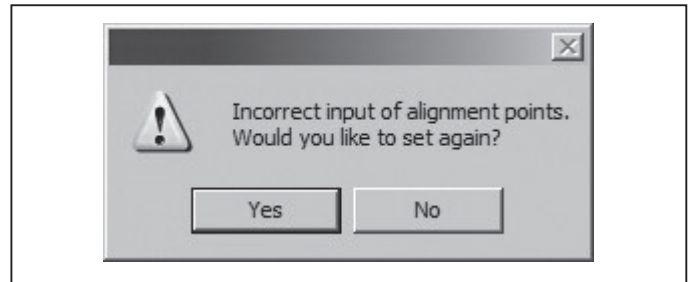 Incorrect input of alignment points.
Would you like to set again?
Yes
No